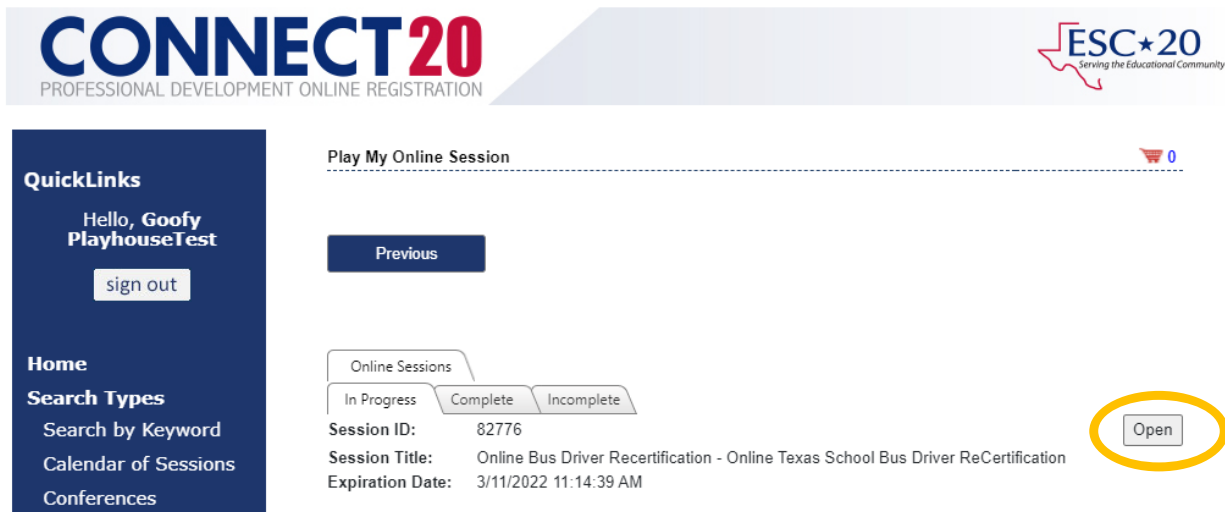 CONNECT20
PROFESSIONAL DEVELOPMENT ONLINE REGISTRATION
ESC★20
Serving the Educational Community
QuickLinks
Hello, Goofy
PlayhouseTest
sign out
Home
Search Types
Search by Keyword
Calendar of Sessions
Conferences
Play My Online Session
0
Previous
Online Sessions
In Progress Complete Incomplete
Session ID: 82776
Open
Session Title: Online Bus Driver Recertification - Online Texas School Bus Driver ReCertification
Expiration Date: 3/11/2022 11:14:39 AM